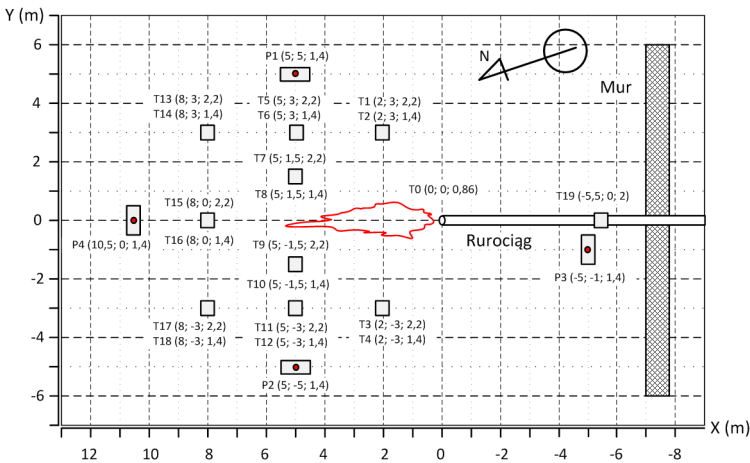 Y (m)
6
4
2
0
-2
-4
-6
P1 (5; 5; 1,4)
N
Mur
T13 (8; 3; 2,2)
T14 (8; 3; 1,4)
T5 (5; 3; 2,2)
T6 (5; 3; 1,4)
T1 (2; 3; 2,2)
T2 (2; 3; 1,4)
T7 (5; 1,5; 2,2)
T8 (5; 1,5; 1,4)
T0 (0; 0; 0,86)
T19 (-5,5; 0; 2)
T15 (8; 0; 2,2)
T16 (8; 0; 1,4)
P4 (10,5; 0; 1,4)
Rurociąg
T9 (5; -1,5; 2,2)
T10 (5; -1,5; 1,4)
P3 (-5; -1; 1,4)
T17 (8; -3; 2,2)
T18 (8; -3; 1,4)
T11 (5; -3; 2,2)
T12 (5; -3; 1,4)
T3 (2; -3; 2,2)
T4 (2; -3; 1,4)
P2 (5; -5; 1,4)
X (m)
12 10 8 6 4 2 0 -2 -4 -6 -8